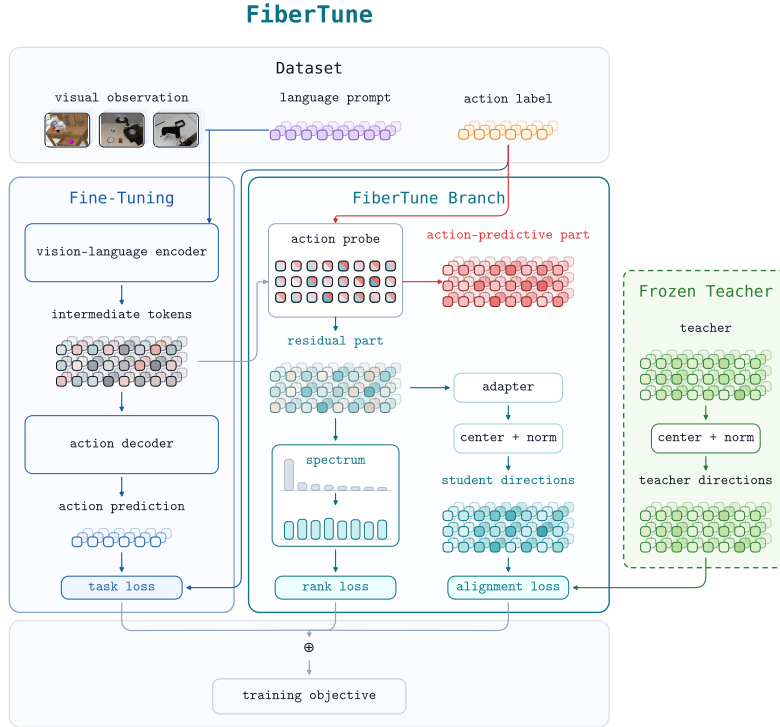 FiberTune
Dataset
visual observation
language prompt
action label
Fine-Tuning
vision-language encoder
intermediate tokens
action decoder
action prediction
task loss
FiberTune Branch
action probe
action-predictive part
residual part
adapter
center + norm
spectrum
student directions
rank loss
alignment loss
Frozen Teacher
teacher
center + norm
teacher directions
⊕
training objective